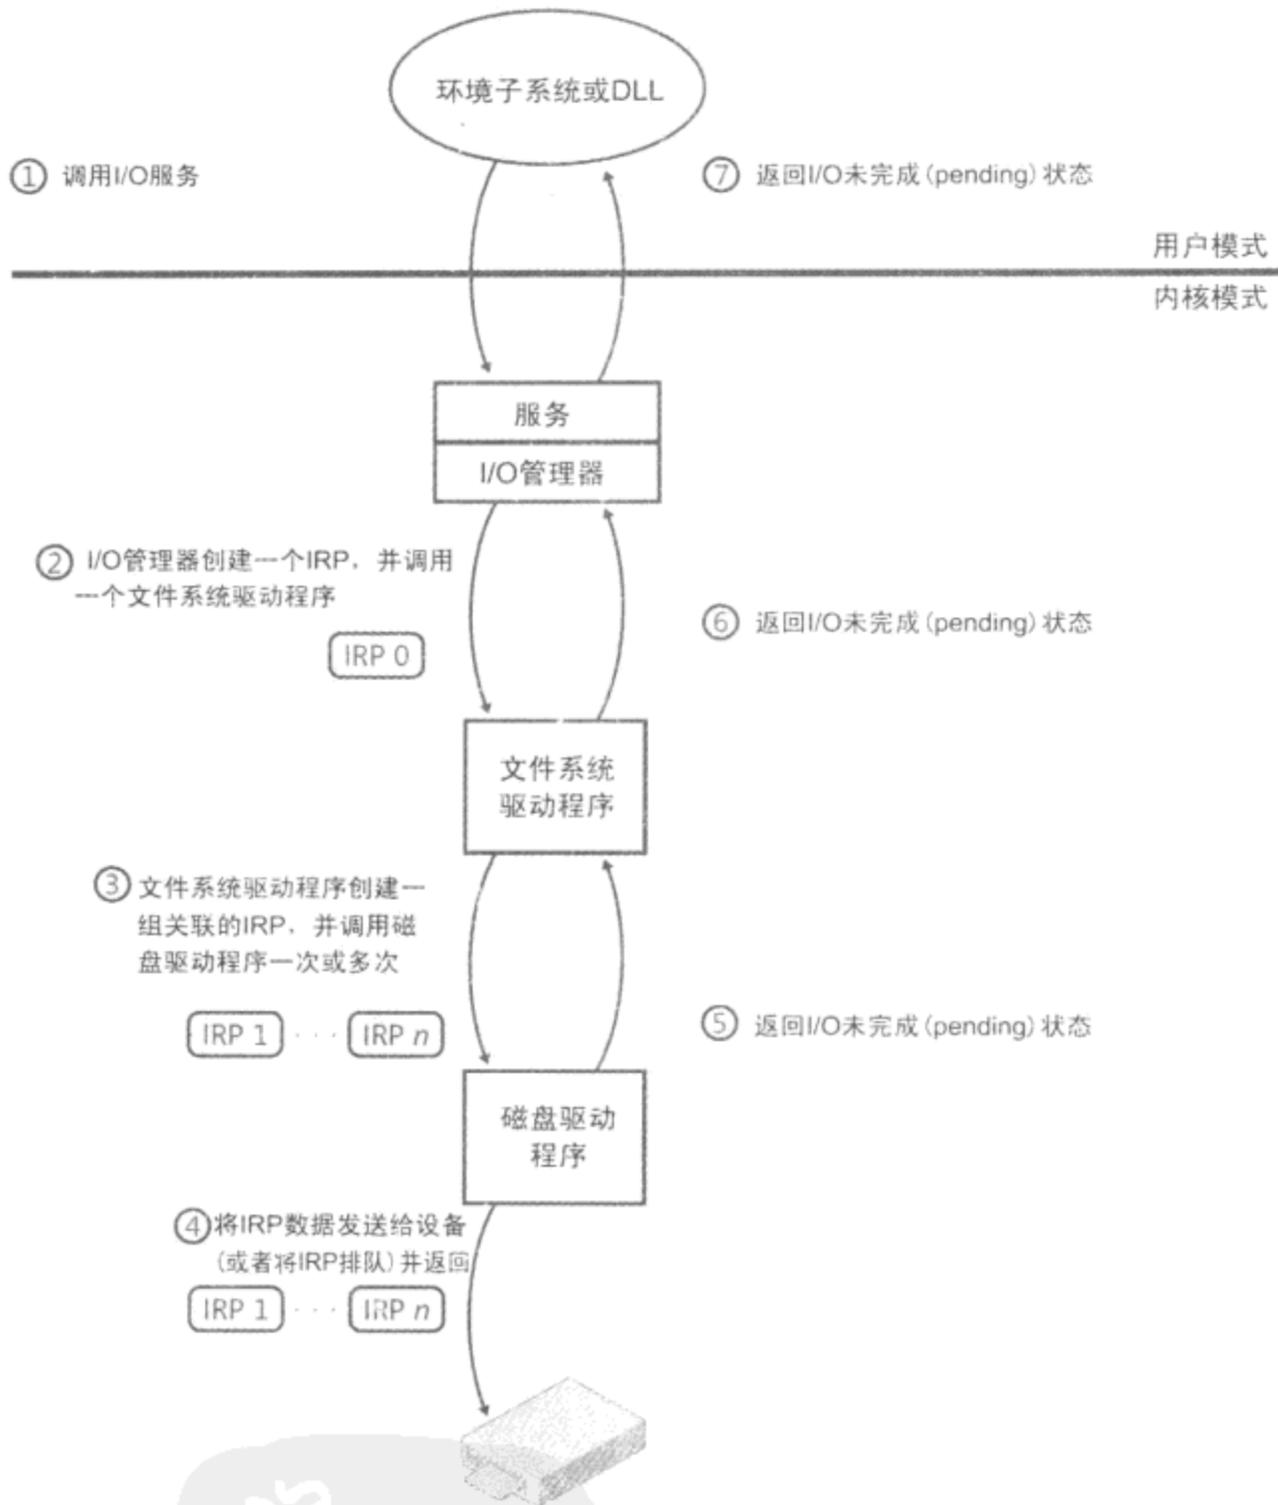 环境子系统或DLL
① 调用I/O服务
⑦ 返回I/O未完成(pending)状态
用户模式
内核模式
服务
I/O管理器
② I/O管理器创建一个IRP，并调用
一个文件系统驱动程序
IRP 0
⑥ 返回I/O未完成(pending)状态
文件系统
驱动程序
③ 文件系统驱动程序创建一
组关联的IRP，并调用磁
盘驱动程序一次或多次
IRP 1 ··· IRP n
⑤ 返回I/O未完成(pending)状态
磁盘驱动
程序
④ 将IRP数据发送给设备
(或者将IRP排队)并返回
IRP 1 ··· IRP n